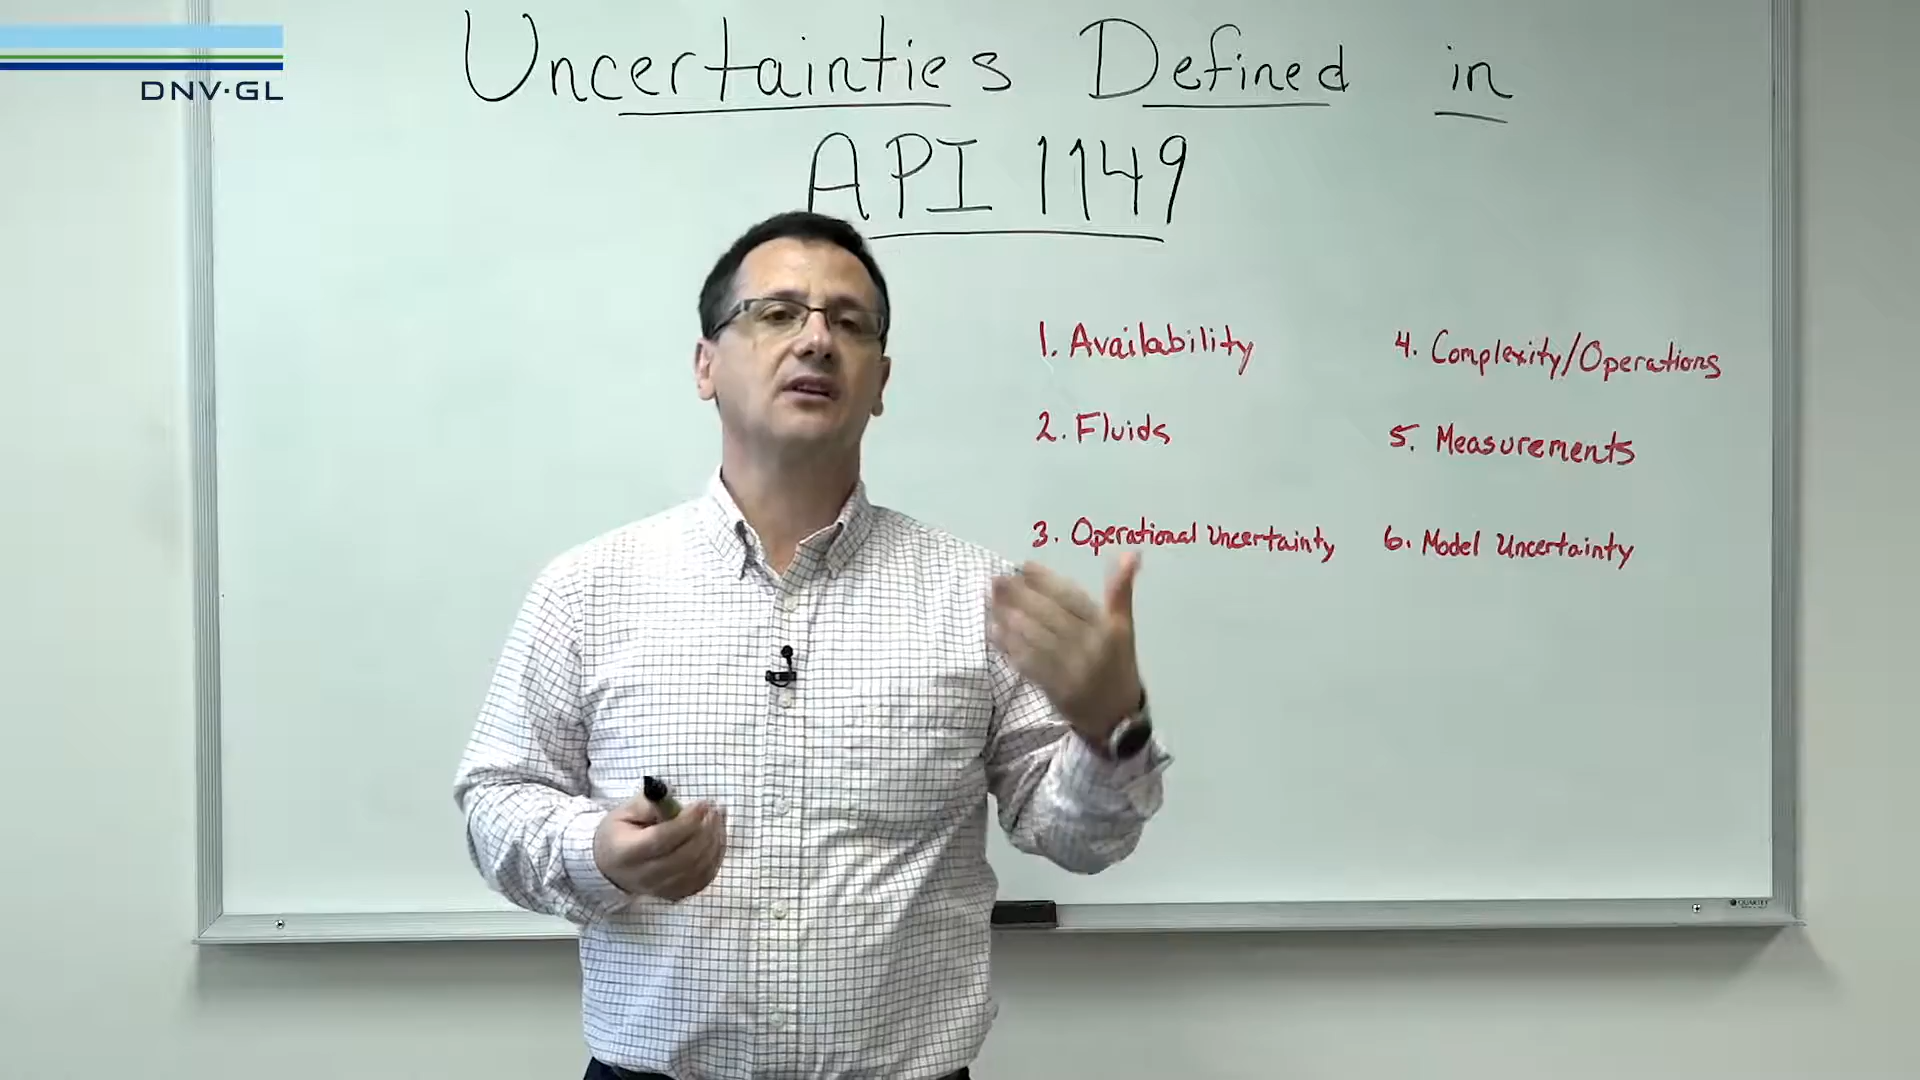 DNV·GL
Uncertainties Defined in
API 1149
1. Availability
2. Fluids
3. Operational Uncertainty
4. Complexity/Operations
5. Measurements
6. Model Uncertainty
QUARTET